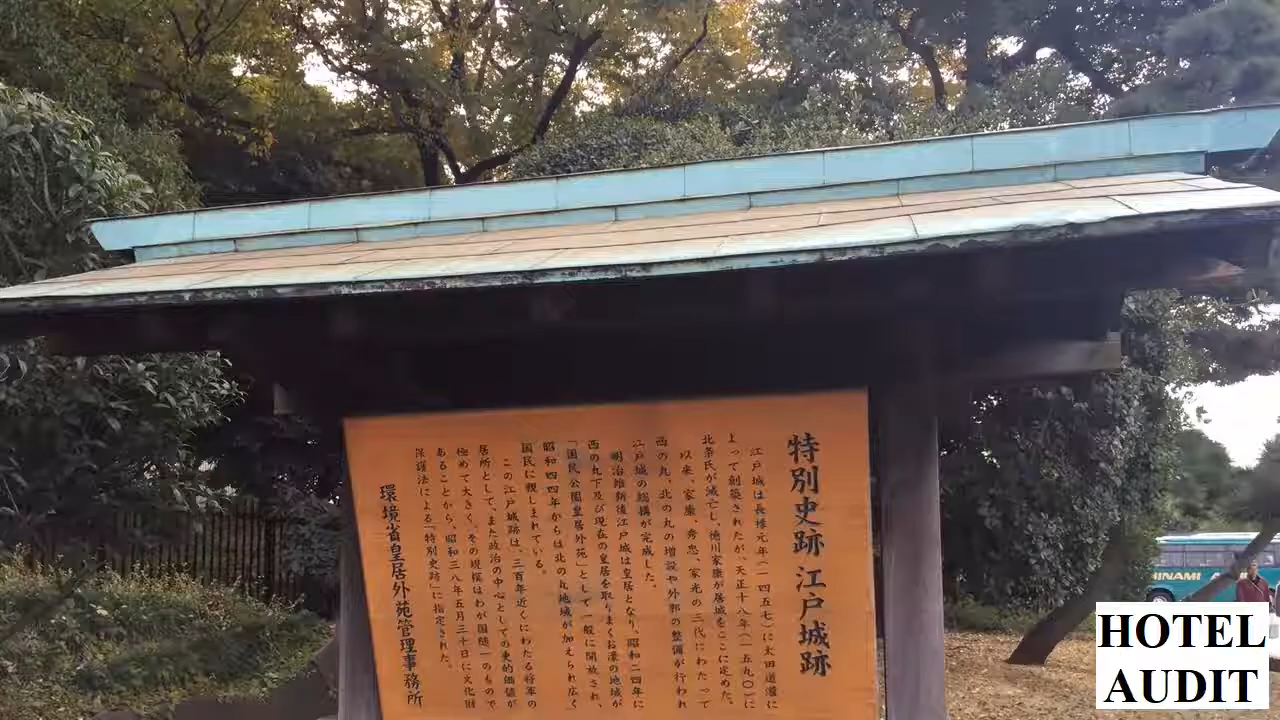 特別史跡 江戸城跡
江戸城は長禄元年(一四五七)に太田道灌に
よって創築されたが、天正十八年(一五九〇)に
北条氏が滅亡し、徳川家康が居城をここに定めた。
以来、家康、秀忠、家光の三代にわたって
西の丸、北の丸の増設や外郭の整備が行われ
江戸城の総構が完成した。
明治維新後江戸城は皇居となり、昭和二四年に
西の丸下及び現在の皇居を取りまくお濠の地域が
「国民公園皇居外苑」として一般に開放され、
昭和四四年からは北の丸地域が加えられ広く
国民に親しまれている。
この江戸城跡は、三百年近くにわたる将軍の
居所として、また政治の中心としての史的価値が
極めて大きく、その規模はわが国随一のもので
あることから、昭和三八年五月三十日に文化財
保護法による「特別史跡」に指定された。
環境省皇居外苑管理事務所
HINAMI
HOTEL
AUDIT